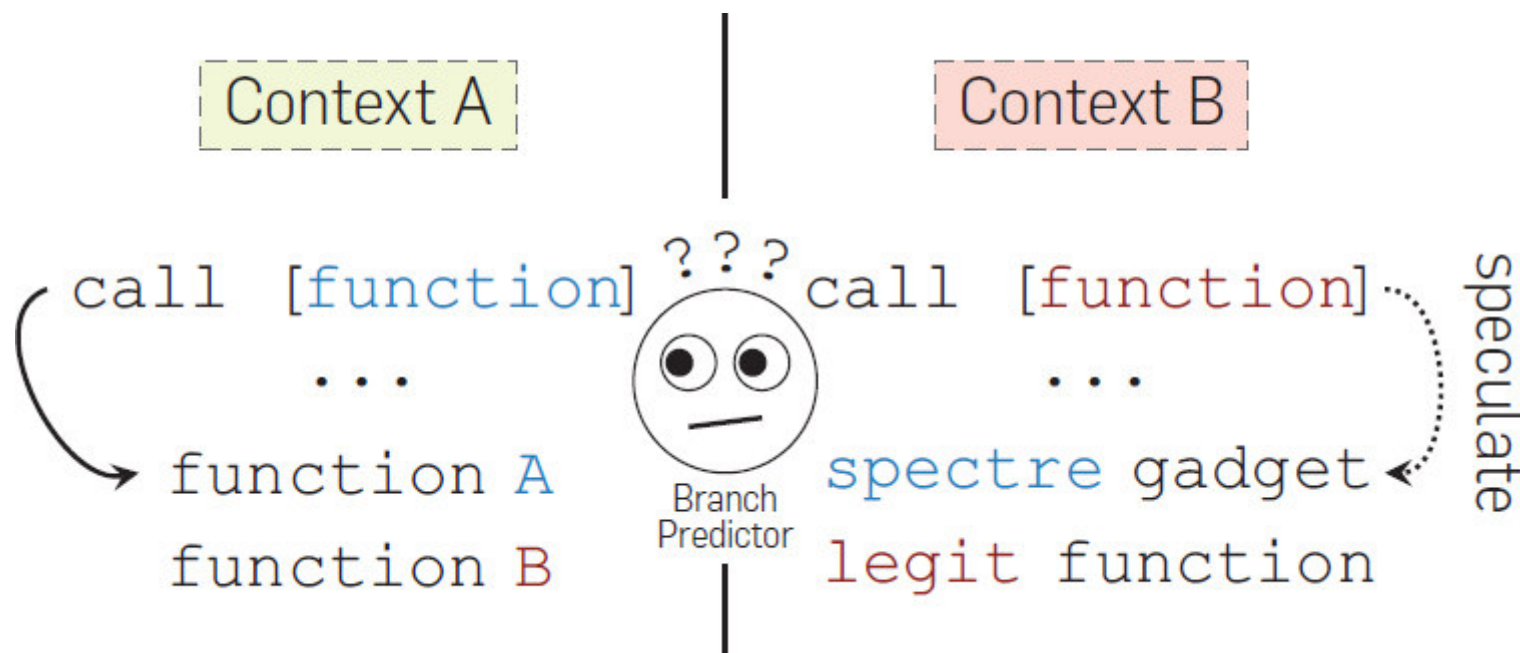 Context A
Context B
? ? ?
call [function]
call [function]
...
...
function A
spectre gadget
function B
legit function
Branch
Predictor
speculate